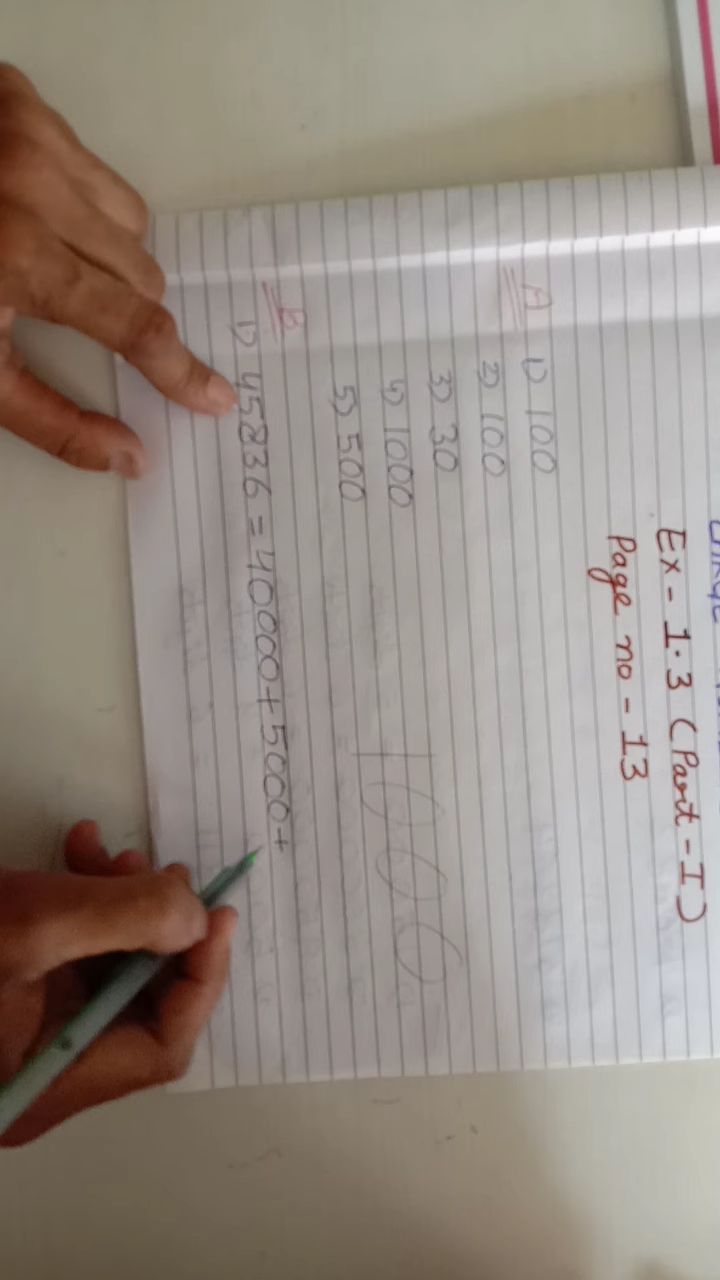 Ex - 1.3 (Part - I)
Page no - 13
A 1) 100
2) 100
3) 30
4) 1000
5) 500
1000
B
1) 45836 = 40000+5000+